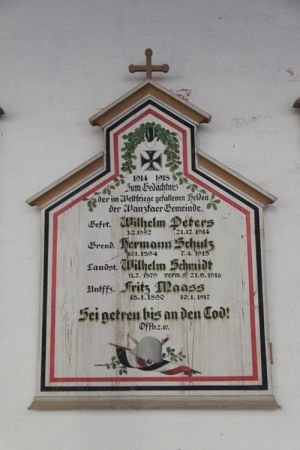 1914 1918
Zum Gedächtnis
der im Weltkriege gefallenen Helden
der Wanzkaer Gemeinde.
Gefrt. Wilhelm Peters
3.2.1892 21.12.1914
Grend. Hermann Schulz
10.1.1894 7.4.1915
Landst. Wilhelm Schmidt
11.7.1879 verm. 21.9.1916
Untffz. Fritz Maass
15.1.1890 10.1.1917
Sei getreu bis an den Tod!
Offb.2.10.